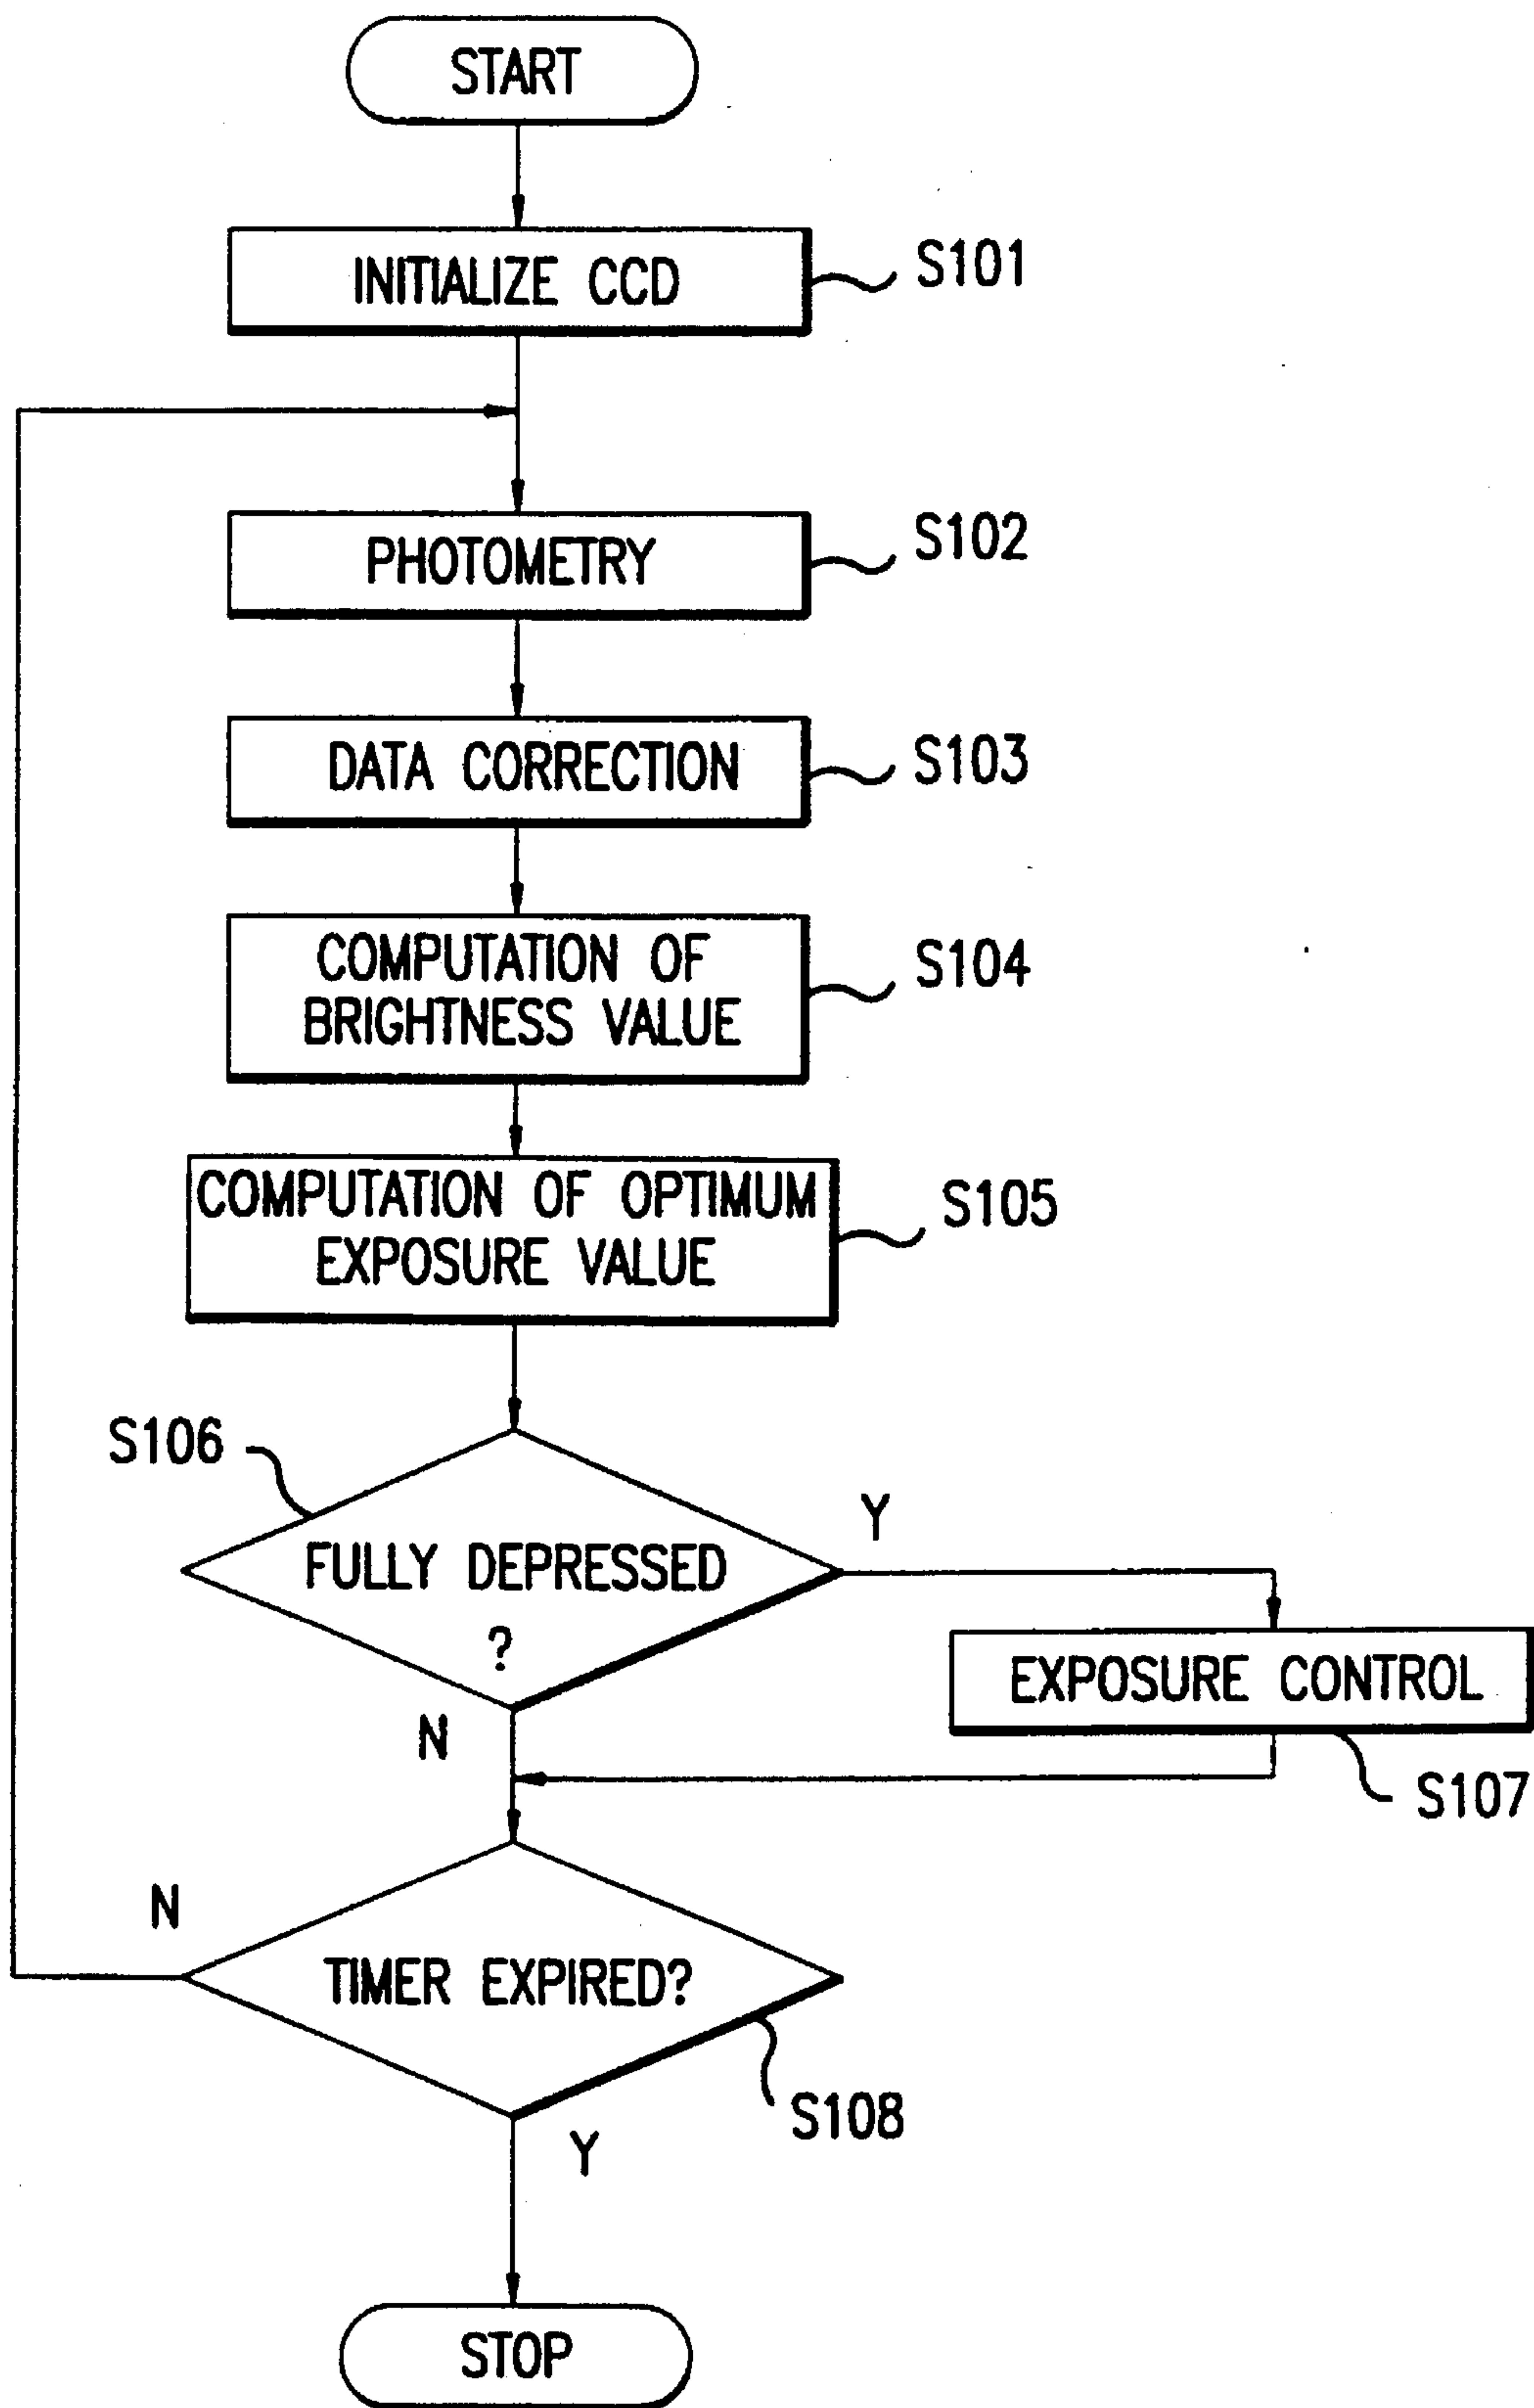 START
INITIALIZE CCD
S101
PHOTOMETRY
S102
DATA CORRECTION
S103
COMPUTATION OF
BRIGHTNESS VALUE
S104
COMPUTATION OF OPTIMUM
EXPOSURE VALUE
S105
S106
FULLY DEPRESSED
?
Y
N
EXPOSURE CONTROL
S107
N
TIMER EXPIRED?
S108
Y
STOP